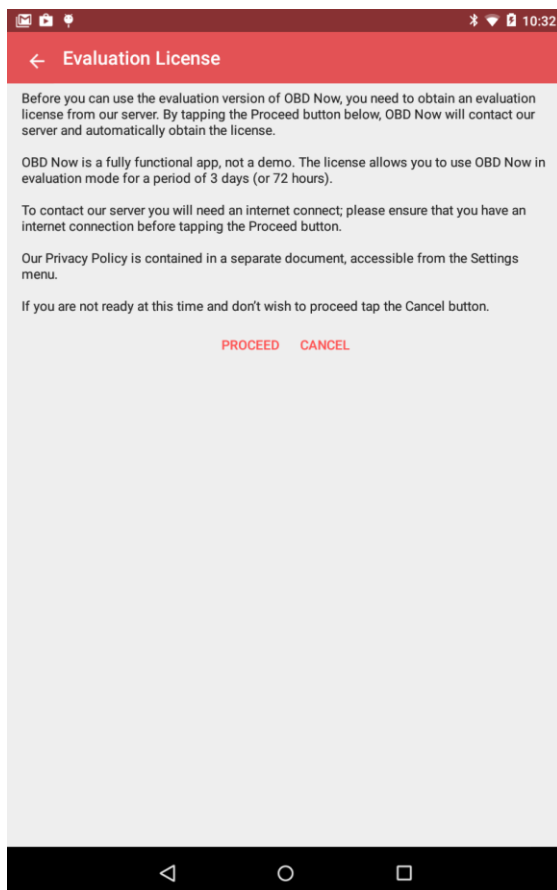 10:32
Evaluation License
Before you can use the evaluation version of OBD Now, you need to obtain an evaluation
license from our server. By tapping the Proceed button below, OBD Now will contact our
server and automatically obtain the license.
OBD Now is a fully functional app, not a demo. The license allows you to use OBD Now in
evaluation mode for a period of 3 days (or 72 hours).
To contact our server you will need an internet connect; please ensure that you have an
internet connection before tapping the Proceed button.
Our Privacy Policy is contained in a separate document, accessible from the Settings
menu.
If you are not ready at this time and don't wish to proceed tap the Cancel button.
PROCEED CANCEL